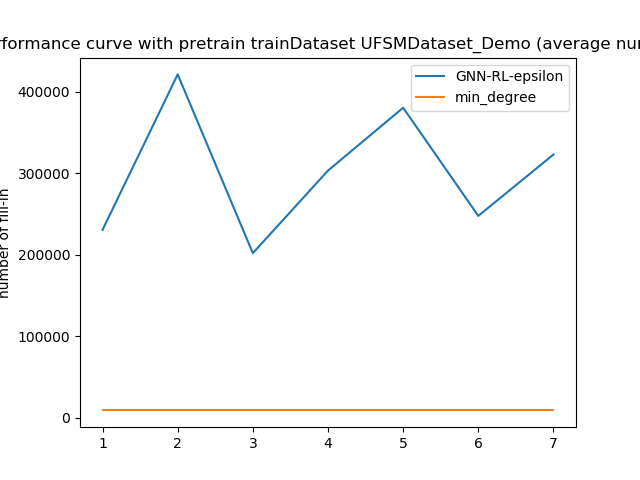 rformance curve with pretrain trainDataset UFSMDataset_Demo (average nu
GNN-RL-epsilon
min_degree
number of fill-in
400000
300000
200000
100000
0
1 2 3 4 5 6 7